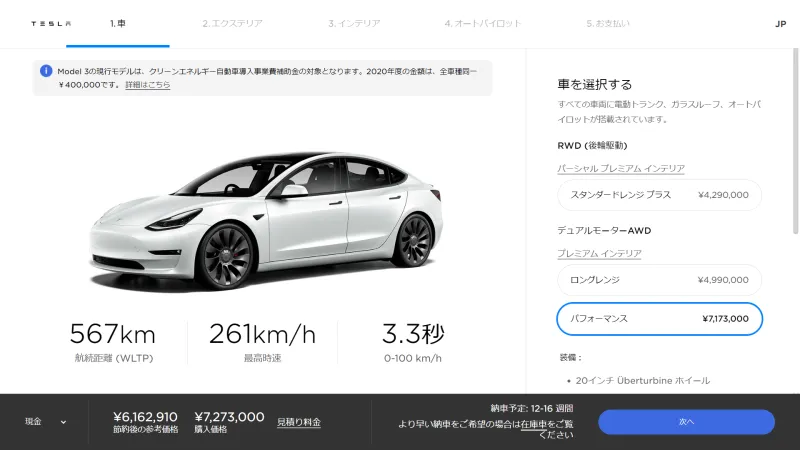 TESLA
1. 車
2. エクステリア
3. インテリア
4. オートパイロット
5. お支払い
JP
Model 3の現行モデルは、クリーンエネルギー自動車導入事業費補助金の対象となります。2020年度の金額は、全車種同一
¥400,000です。 詳細はこちら
567km
航続距離 (WLTP)
261km/h
最高時速
3.3秒
0-100 km/h
車を選択する
すべての車両に電動トランク、ガラスルーフ、オートパ
イロットが搭載されています。
RWD (後輪駆動)
パーシャル プレミアム インテリア
スタンダードレンジ プラス ¥4,290,000
デュアルモーターAWD
プレミアム インテリア
ロングレンジ ¥4,990,000
パフォーマンス ¥7,173,000
装備：
• 20インチ Überturbine ホイール
現金
¥6,162,910
節約後の参考価格
¥7,273,000
購入価格
見積り料金
納車予定: 12-16 週間
より早い納車をご希望の場合は在庫車をご覧
ください
次へ